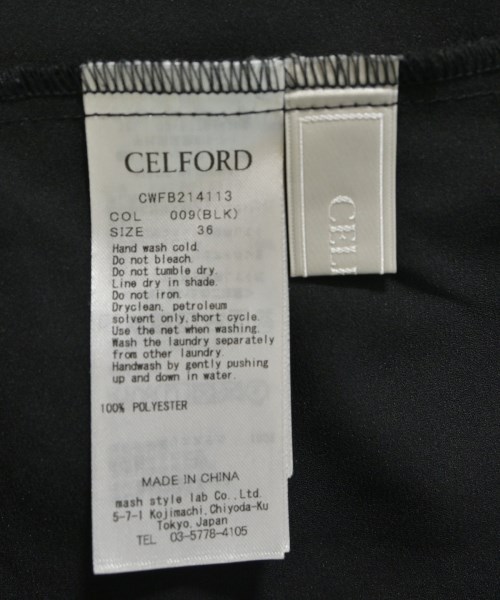 CELFORD
CWFB214113
COL 009(BLK)
SIZE 36
Hand wash cold.
Do not bleach.
Do not tumble dry.
Line dry in shade.
Do not iron.
Dryclean, petroleum
solvent only,short cycle.
Use the net when washing.
Wash the laundry separately
from other laundry.
Handwash by gently pushing
up and down in water.
100% POLYESTER
MADE IN CHINA
mash style lab Co.,Ltd.
5-7-1 Kojimachi,Chiyoda-Ku
Tokyo,Japan
TEL 03-5778-4105
CEL